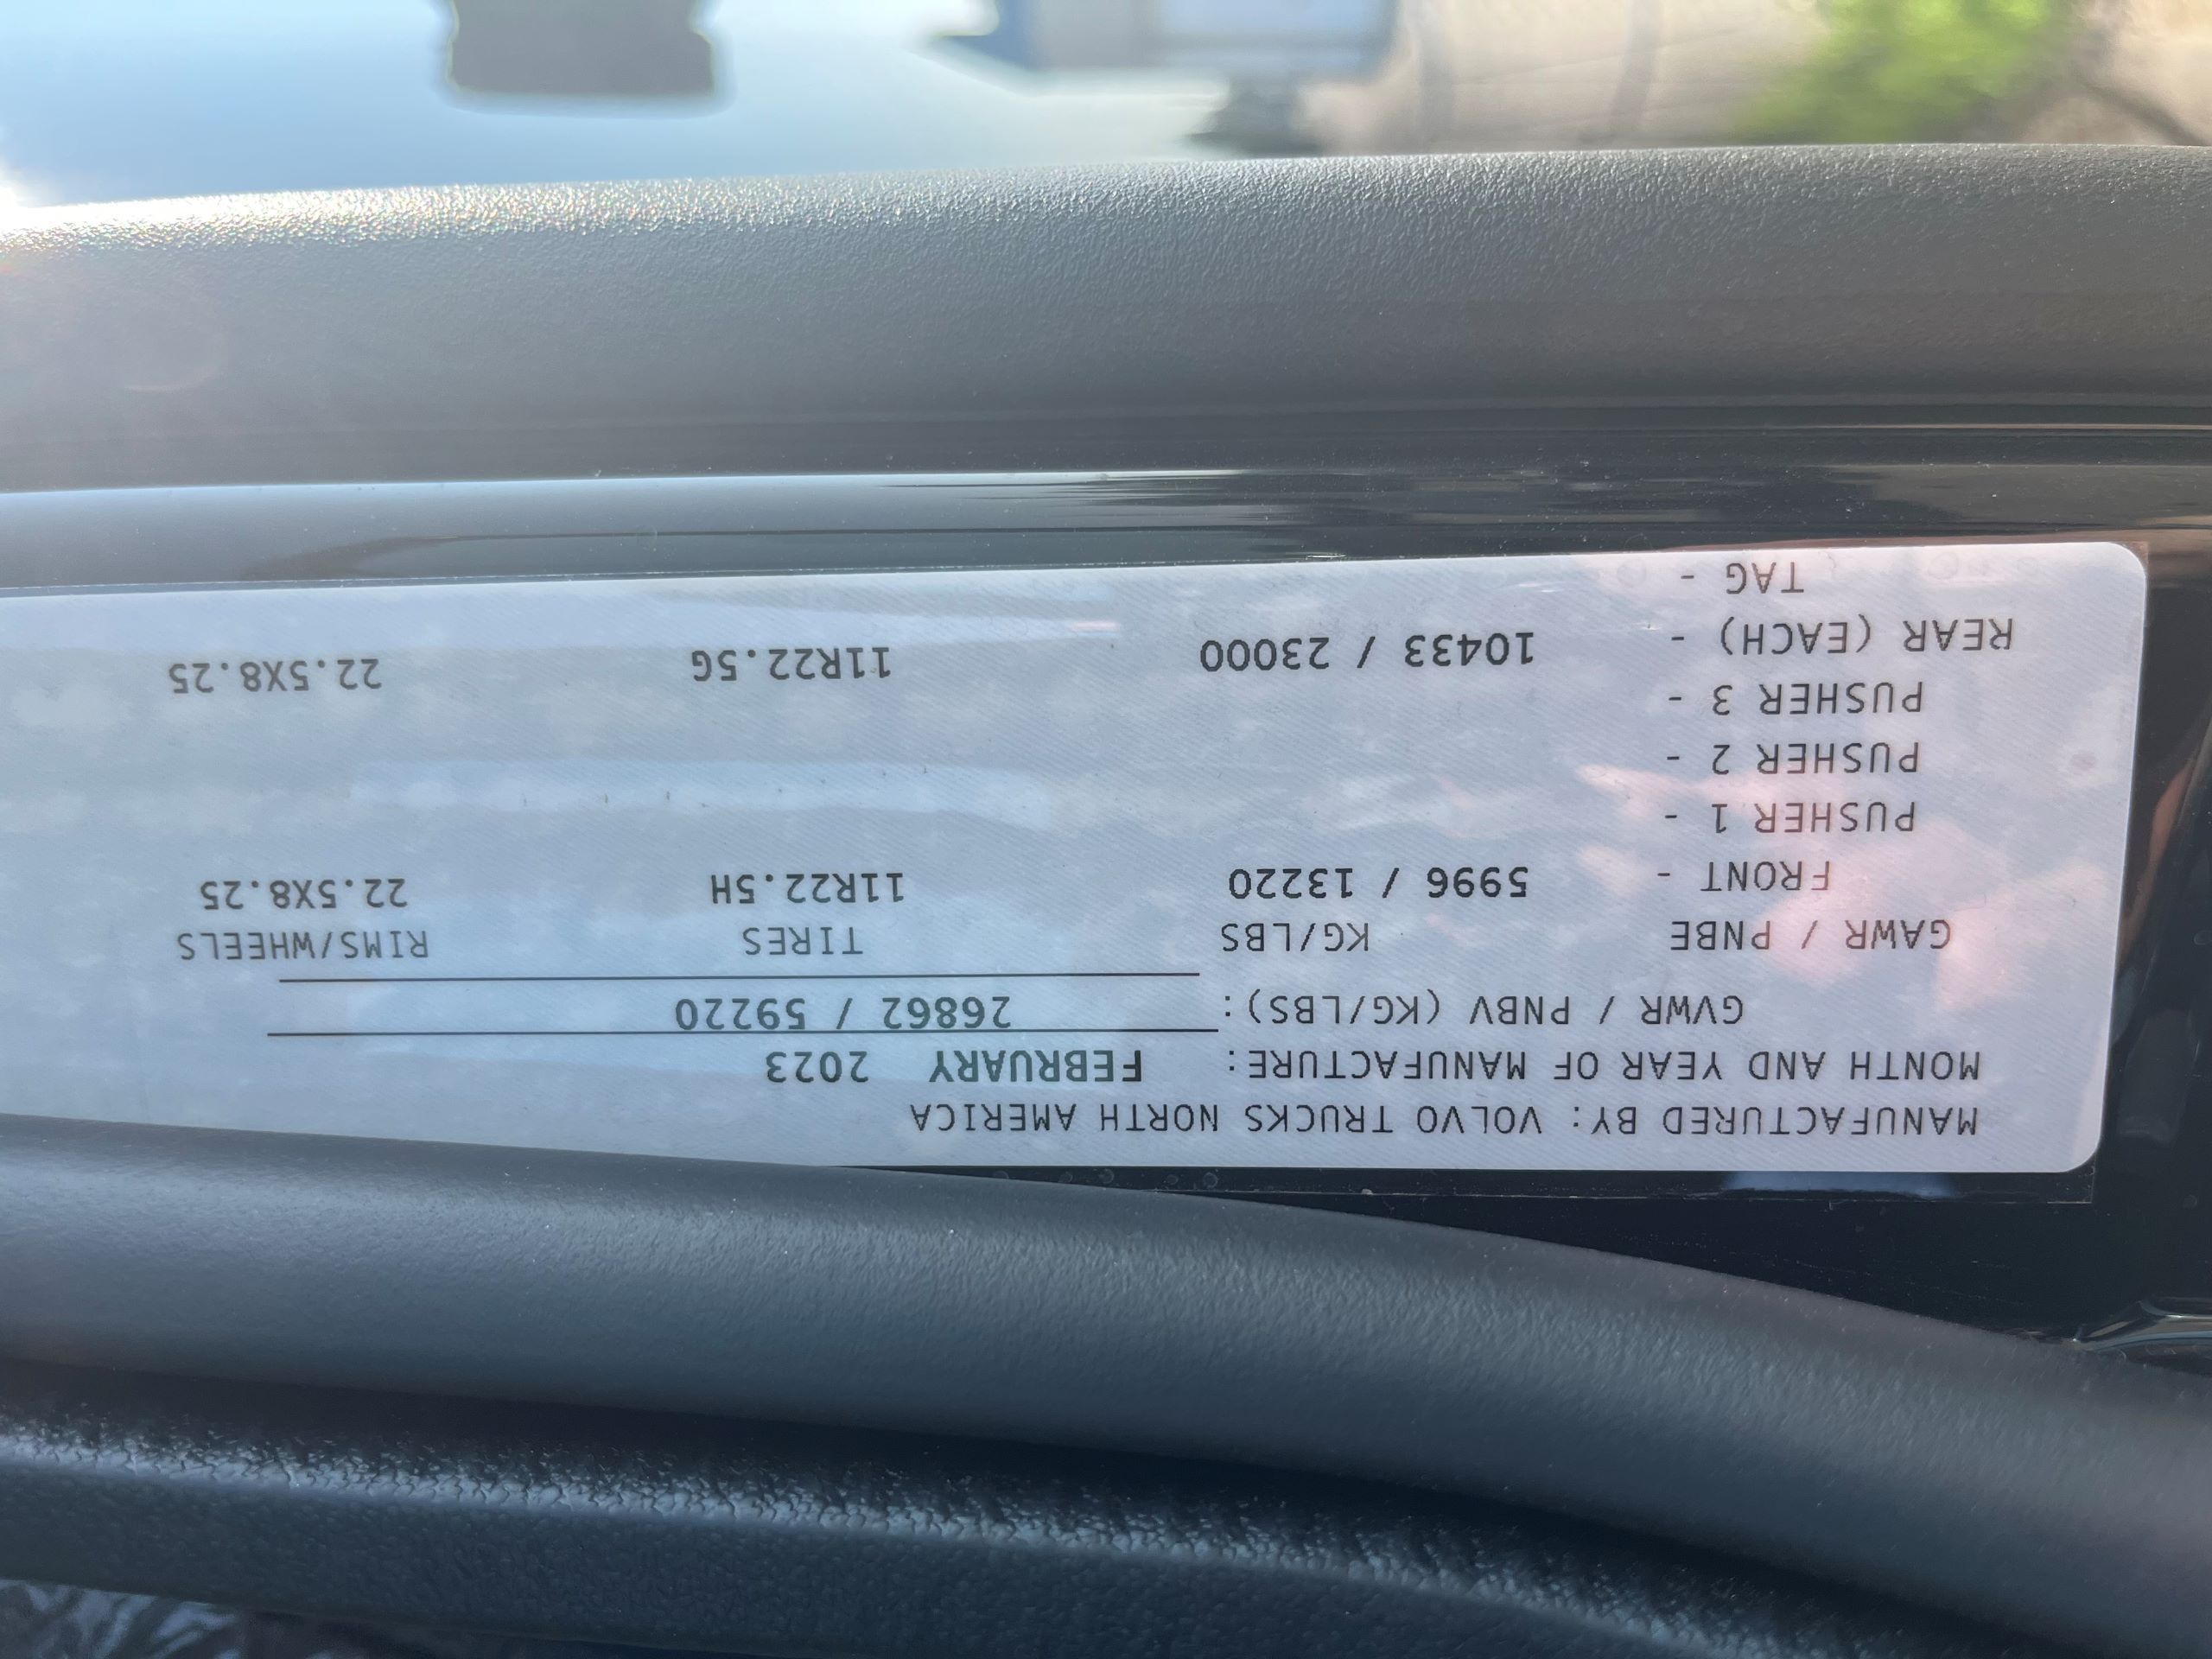 MANUFACTURED BY: VOLVO TRUCKS NORTH AMERICA
MONTH AND YEAR OF MANUFACTURE: FEBRUARY 2023
GVWR / PNBV (KG/LBS): 26862 / 59220
GAWR / PNBE KG/LBS TIRES RIMS/WHEELS
FRONT - 5996 / 13220 11R22.5H 22.5X8.25
PUSHER 1 -
PUSHER 2 -
PUSHER 3 -
REAR (EACH) - 10433 / 23000 11R22.5G 22.5X8.25
TAG -